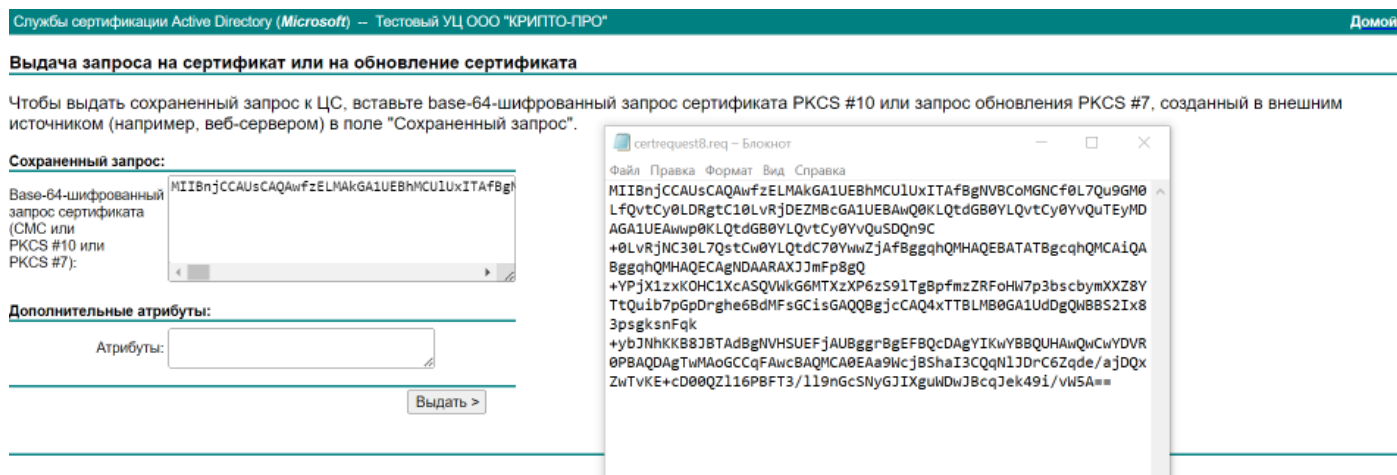 Службы сертификации Active Directory (Microsoft) -- Тестовый УЦ ООО "КРИПТО-ПРО"
Домой
Выдача запроса на сертификат или на обновление сертификата
Чтобы выдать сохраненный запрос к ЦС, вставьте base-64-шифрованный запрос сертификата PKCS #10 или запрос обновления PKCS #7, созданный в внешним
источником (например, веб-сервером) в поле "Сохраненный запрос".
Сохраненный запрос:
Base-64-шифрованный
запрос сертификата
(CMC или
PKCS #10 или
PKCS #7):
MIIBnjCCAUsCAQAwfzELMAkGA1UEBhMCUlUxITAfBgN
Дополнительные атрибуты:
Атрибуты:
Выдать >
certrequest8.req – Блокнот
Файл Правка Формат Вид Справка
MIIBnjCCAUsCAQAwfzELMAkGA1UEBhMCUlUxITAfBgNVBCoMGNCf0L7Qu9GM0
LfQvtCy0LDRgtC10LvRjDEZMBcGA1UEBAwQ0KLQtdGB0YLQvtCy0YvQuTEyMD
AGA1UEAwwp0KLQtdGB0YLQvtCy0YvQuSDQn9C
+0LvRjNC30L7QstCw0YLQtdC70YwwZjAfBggqhQMHAQEBATATBgcqhQMCAiQA
BggqhQMHAQECAgNDAARAXJJmFp8gQ
+YPjX1zxKOHC1XcASQVWkG6MTXzXP6zS9lTgBpfmzZRFoHW7p3bscbymXXZ8Y
TtQuib7pGpDrghe6BdMFsGCisGAQQBgjcCAQ4xTTBLMB0GA1UdDgQWBBS2Ix8
3psgksnFqk
+ybJNhKKB8JBTAdBgNVHSUEFjAUBggrBgEFBQcDAgYIKwYBBQUHAwQwCwYDVR
0PBAQDAgTwMAoGCCqFAwcBAQMCA0EAa9WcjBShaI3CQqNlJDrC6Zqde/ajDQx
ZwTvKE+cD00QZl16PBFT3/ll9nGcSNyGJIXguWDwJBcqJek49i/vW5A==